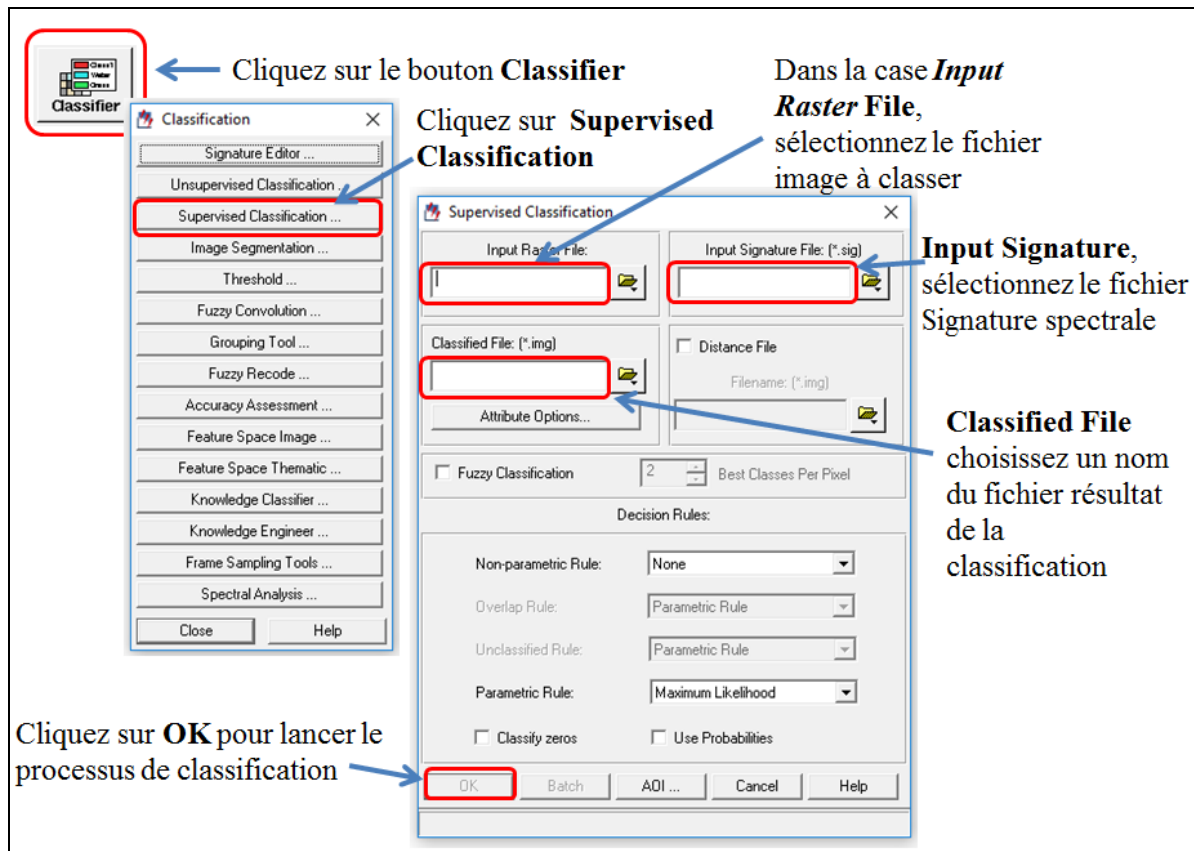 Class1
Water
Grass
Classifier
Cliquez sur le bouton Classifier
Dans la case Input
Raster File,
sélectionnez le fichier
image à classer
Cliquez sur Supervised
Classification
Classification
Signature Editor ...
Unsupervised Classification ...
Supervised Classification ...
Image Segmentation ...
Threshold ...
Fuzzy Convolution ...
Grouping Tool ...
Fuzzy Recode ...
Accuracy Assessment ...
Feature Space Image ...
Feature Space Thematic ...
Knowledge Classifier ...
Knowledge Engineer ...
Frame Sampling Tools ...
Spectral Analysis ...
Close
Help
Supervised Classification
Input Raster File:
Input Signature File: (*.sig)
Classified File: (*.img)
Distance File
Filename: (*.img)
Attribute Options...
Fuzzy Classification
2
Best Classes Per Pixel
Decision Rules:
Non-parametric Rule:
None
Overlap Rule:
Parametric Rule
Unclassified Rule:
Parametric Rule
Parametric Rule:
Maximum Likelihood
Classify zeros
Use Probabilities
OK
Batch
AOI ...
Cancel
Help
Input Signature,
sélectionnez le fichier
Signature spectrale
Classified File
choisissez un nom
du fichier résultat
de la
classification
Cliquez sur OK pour lancer le
processus de classification